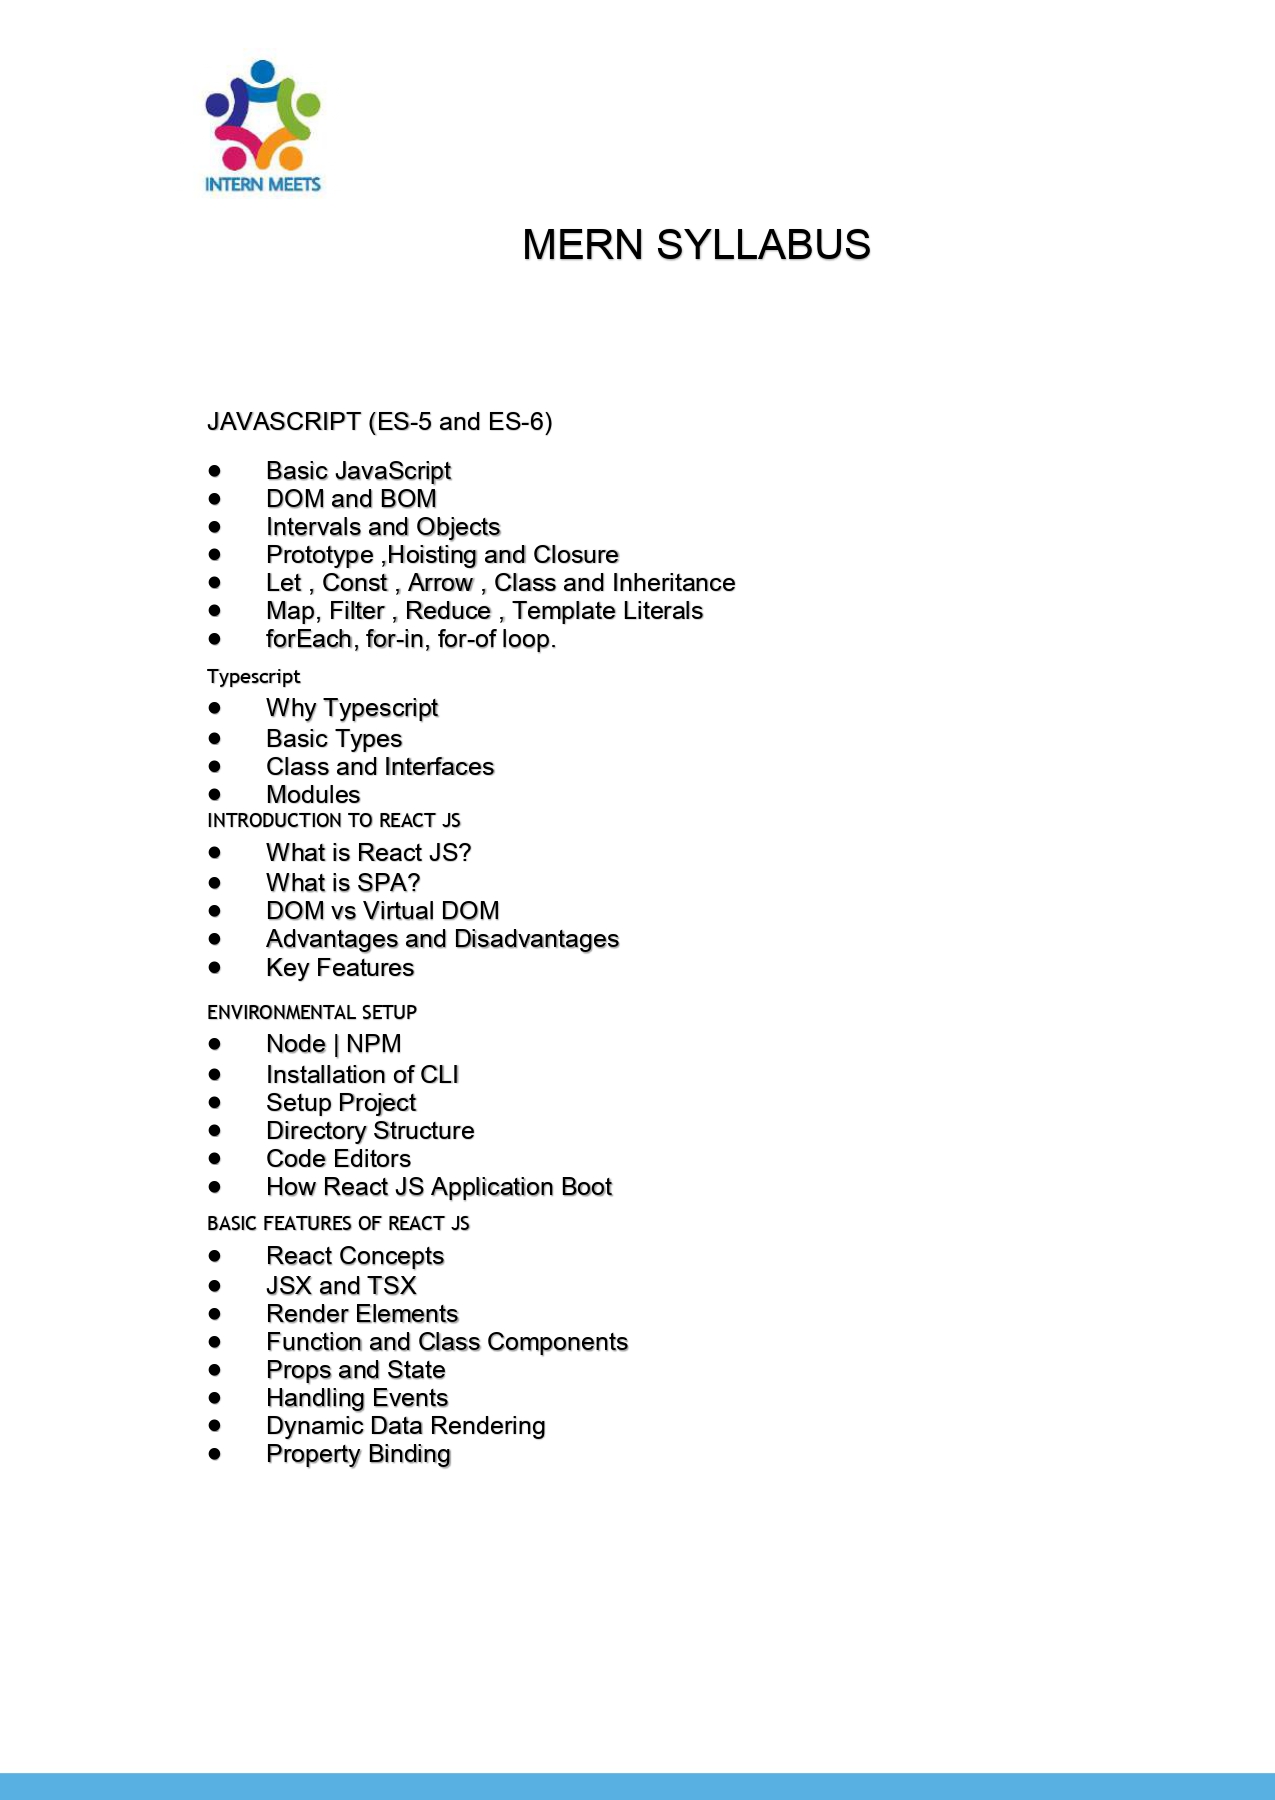 INTERN MEETS
MERN SYLLABUS
JAVASCRIPT (ES-5 and ES-6)
● Basic JavaScript
● DOM and BOM
● Intervals and Objects
● Prototype ,Hoisting and Closure
● Let , Const , Arrow , Class and Inheritance
● Map, Filter , Reduce , Template Literals
● forEach, for-in, for-of loop.
Typescript
● Why Typescript
● Basic Types
● Class and Interfaces
● Modules
INTRODUCTION TO REACT JS
● What is React JS?
● What is SPA?
● DOM vs Virtual DOM
● Advantages and Disadvantages
● Key Features
ENVIRONMENTAL SETUP
● Node | NPM
● Installation of CLI
● Setup Project
● Directory Structure
● Code Editors
● How React JS Application Boot
BASIC FEATURES OF REACT JS
● React Concepts
● JSX and TSX
● Render Elements
● Function and Class Components
● Props and State
● Handling Events
● Dynamic Data Rendering
● Property Binding